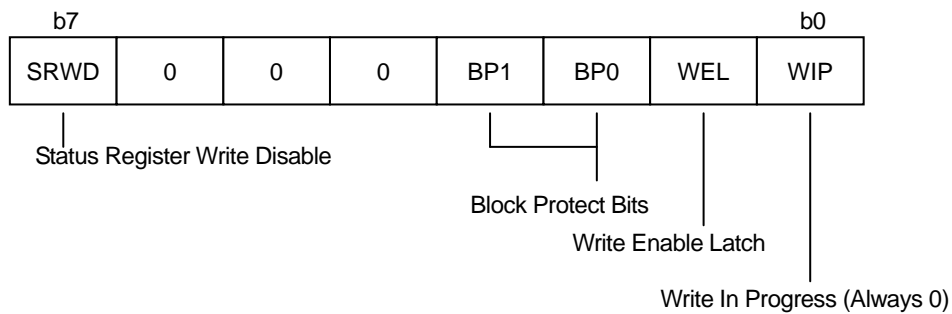 b7 b0
SRWD 0 0 0 BP1 BP0 WEL WIP
Status Register Write Disable
Block Protect Bits
Write Enable Latch
Write In Progress (Always 0)